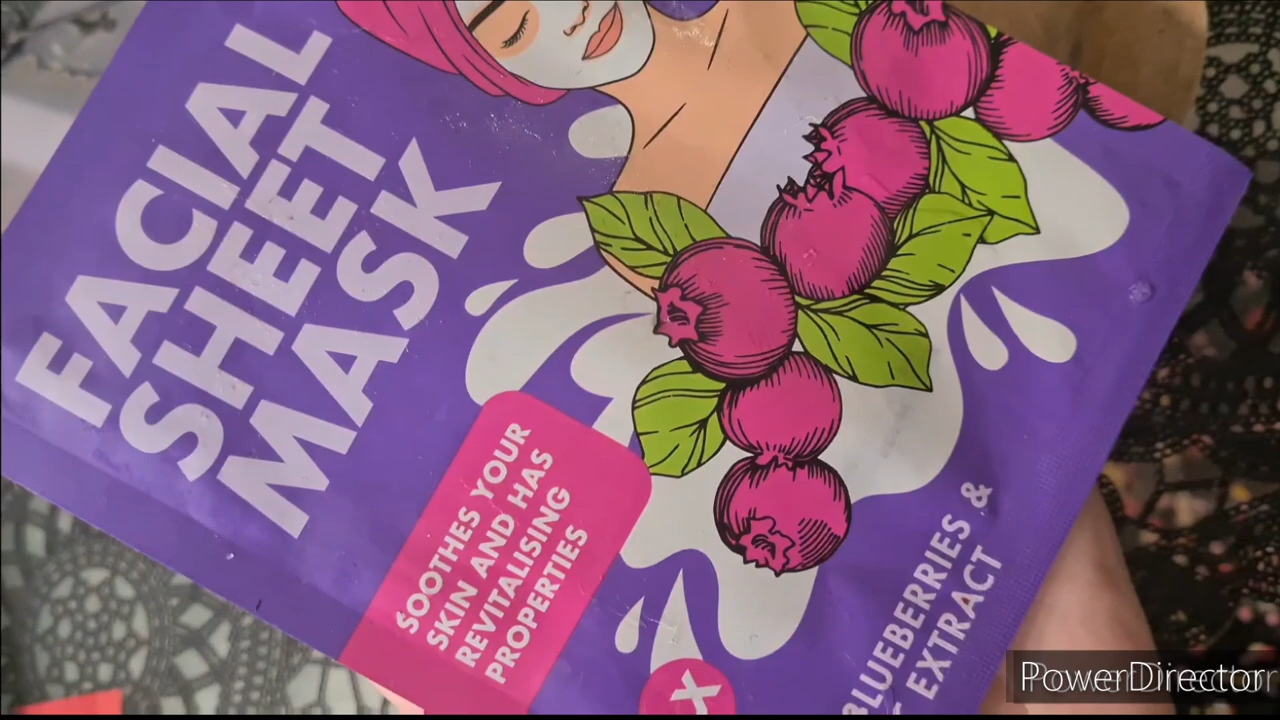 FACIAL
SHEET
MASK
SOOTHES YOUR
SKIN AND HAS
REVITALISING
PROPERTIES
BLUEBERRIES &
EXTRACT
X
PowerDirector